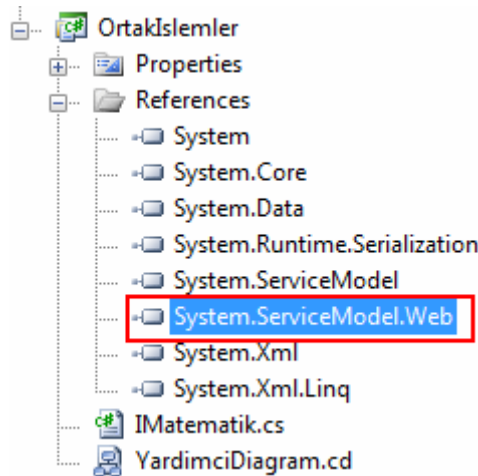 OrtakIslemler
Properties
References
System
System.Core
System.Data
System.Runtime.Serialization
System.ServiceModel
System.ServiceModel.Web
System.Xml
System.Xml.Linq
IMatematik.cs
YardimciDiagram.cd